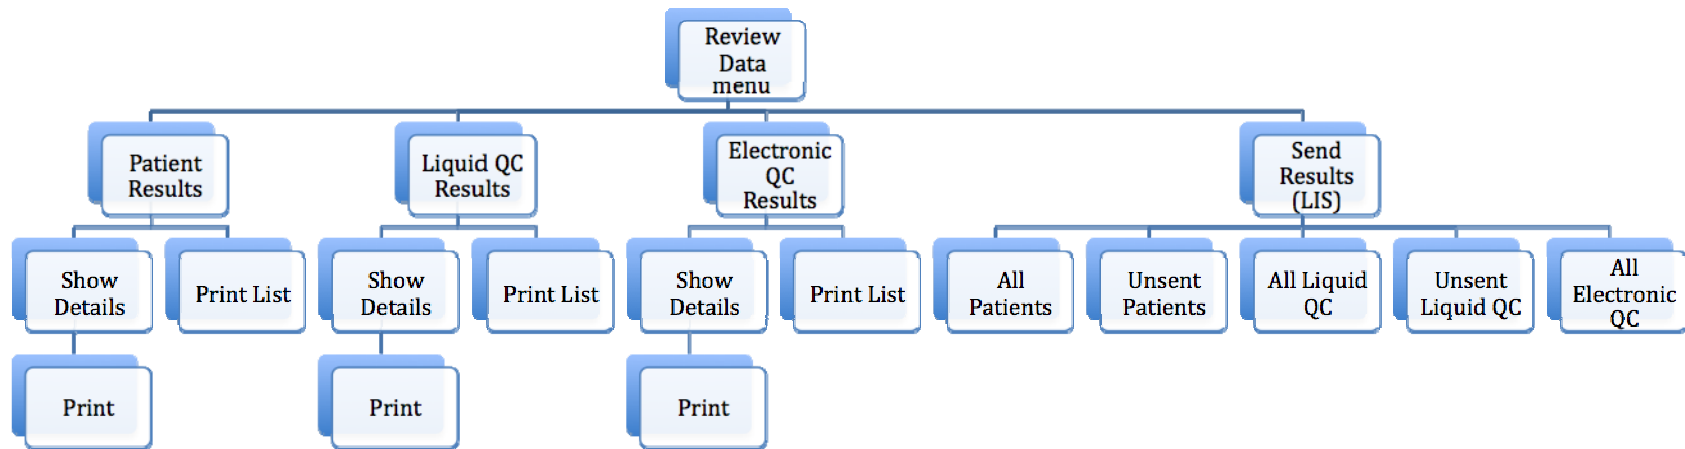 Review
Data
menu
Patient
Results
Liquid QC
Results
Electronic
QC
Results
Send
Results
(LIS)
Show
Details
Print List
Show
Details
Print List
Show
Details
Print List
All
Patients
Unsent
Patients
All Liquid
QC
Unsent
Liquid QC
All
Electronic
QC
Print
Print
Print